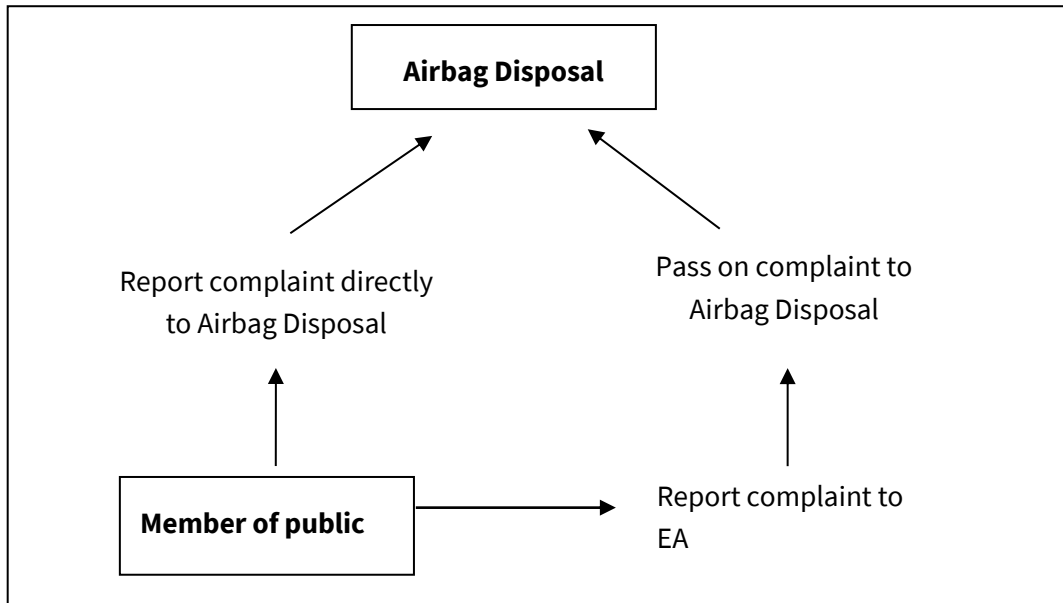 Airbag Disposal
Report complaint directly
to Airbag Disposal
Pass on complaint to
Airbag Disposal
Member of public
Report complaint to
EA